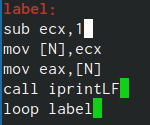 label:
sub ecx,1
mov [N],ecx
mov eax,[N]
call iprintLF
loop label